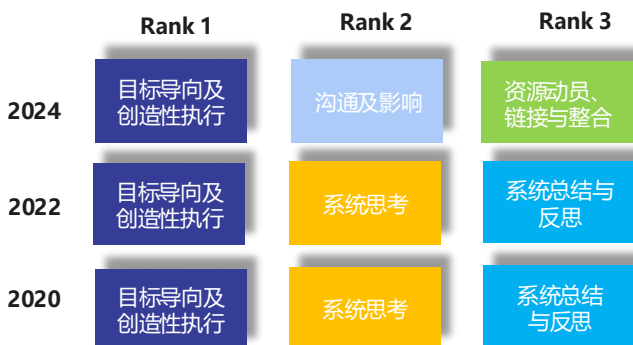 Rank 1
Rank 2
Rank 3
2024
目标导向及
创造性执行
沟通及影响
资源动员、
链接与整合
2022
目标导向及
创造性执行
系统思考
系统总结与
反思
2020
目标导向及
创造性执行
系统思考
系统总结
与反思